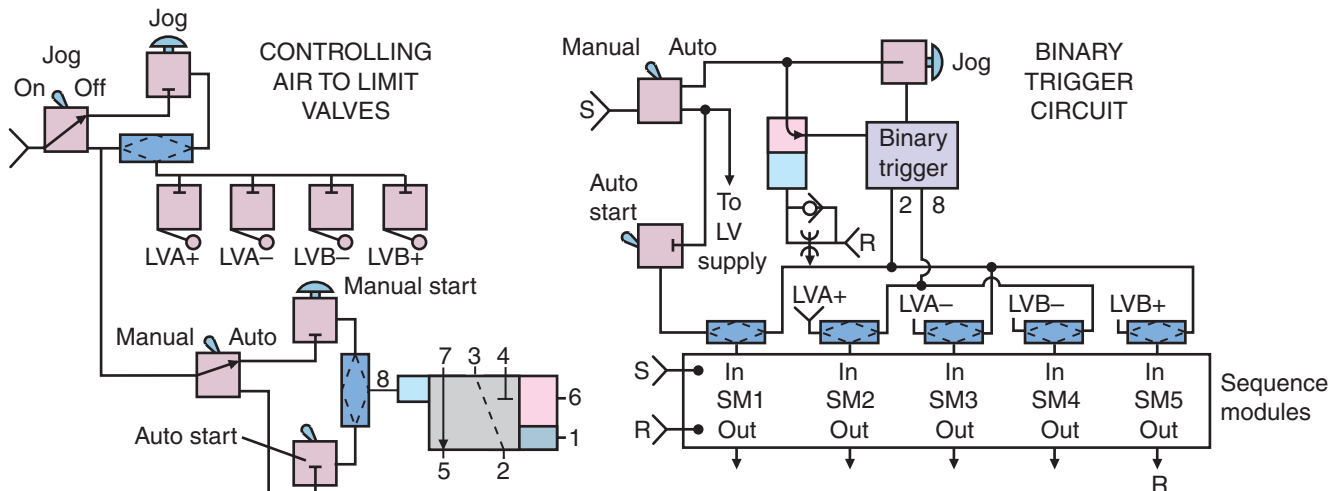 Jog
Jog
On Off
CONTROLLING
AIR TO LIMIT
VALVES
LVA+ LVA– LVB– LVB+
Manual start
Manual Auto
Auto start
8
7 3 4
6
1
5 2
Manual Auto
Jog
BINARY
TRIGGER
CIRCUIT
S
Binary
trigger
2 8
Auto
start
To
LV
supply
R
LVA+ LVA– LVB– LVB+
S
R
In In In In In
SM1 SM2 SM3 SM4 SM5
Out Out Out Out Out
Sequence
modules
R